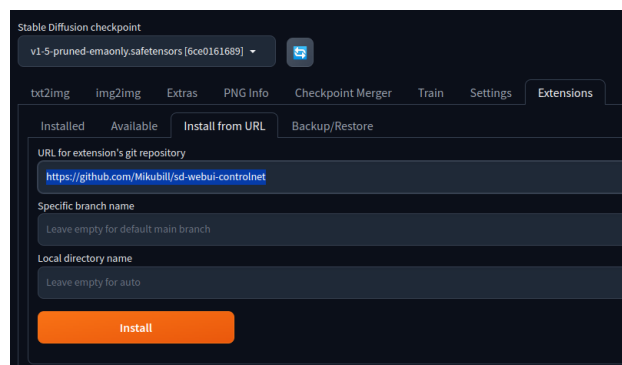 Stable Diffusion checkpoint
v1-5-pruned-emaonly.safetensors [6ce0161689]
txt2img img2img Extras PNG Info Checkpoint Merger Train Settings Extensions
Installed Available Install from URL Backup/Restore
URL for extension's git repository
https://github.com/Mikubill/sd-webui-controlnet
Specific branch name
Leave empty for default main branch
Local directory name
Leave empty for auto
Install